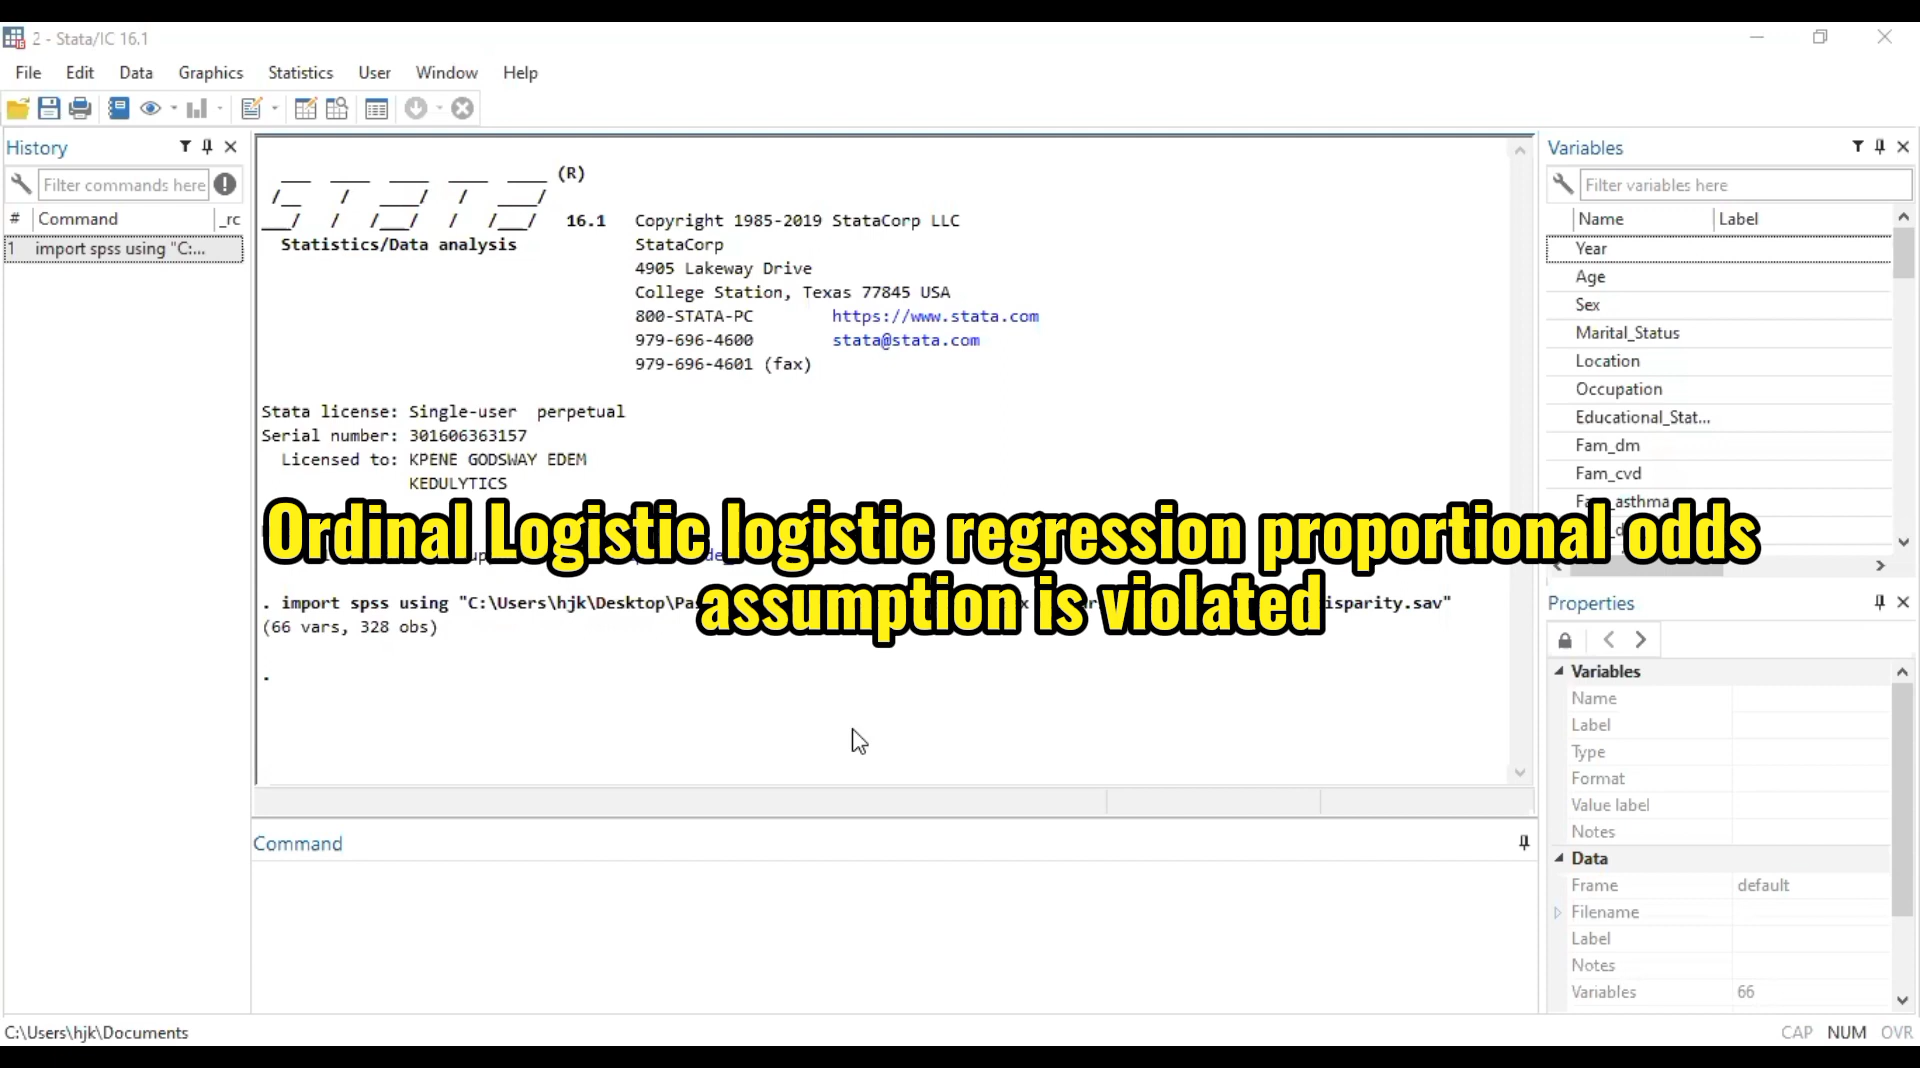 2 - Stata/IC 16.1
File Edit Data Graphics Statistics User Window Help
History
Filter commands here
# Command _rc
1 import spss using "C:...
(R)
16.1 Copyright 1985-2019 StataCorp LLC
Statistics/Data analysis StataCorp
4905 Lakeway Drive
College Station, Texas 77845 USA
800-STATA-PC https://www.stata.com
979-696-4600 stata@stata.com
979-696-4601 (fax)
Stata license: Single-user perpetual
Serial number: 301606363157
Licensed to: KPENE GODSWAY EDEM
KEDULYTICS
Ordinal Logistic logistic regression proportional odds
assumption is violated
. import spss using "C:\Users\hjk\Desktop\Pa isparity.sav"
(66 vars, 328 obs)
.
Command
Variables
Filter variables here
Name Label
Year
Age
Sex
Marital_Status
Location
Occupation
Educational_Stat...
Fam_dm
Fam_cvd
Fam_asthma
Properties
Variables
Name
Label
Type
Format
Value label
Notes
Data
Frame default
Filename
Label
Notes
Variables 66
C:\Users\hjk\Documents
CAP NUM OVR